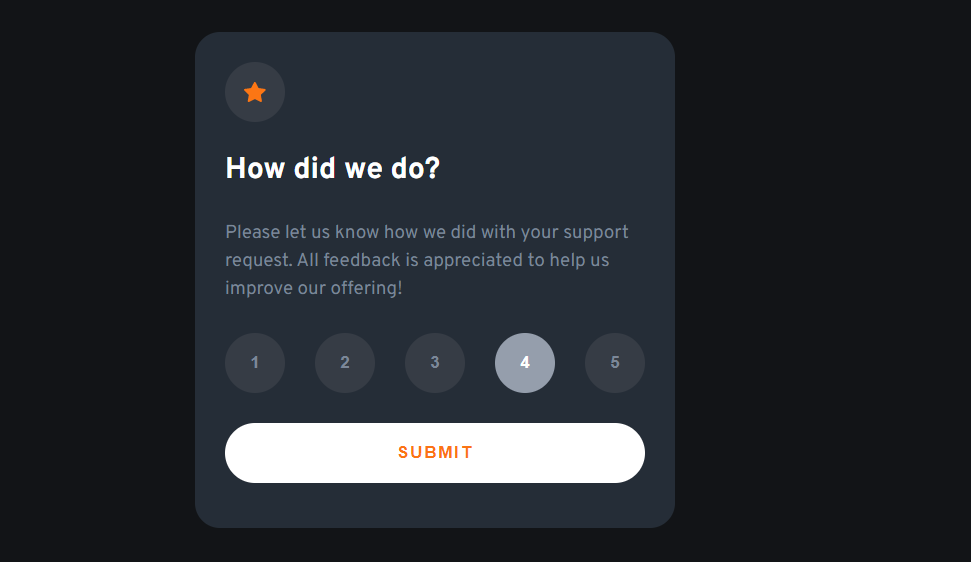 How did we do?
Please let us know how we did with your support
request. All feedback is appreciated to help us
improve our offering!
1 2 3 4 5
SUBMIT